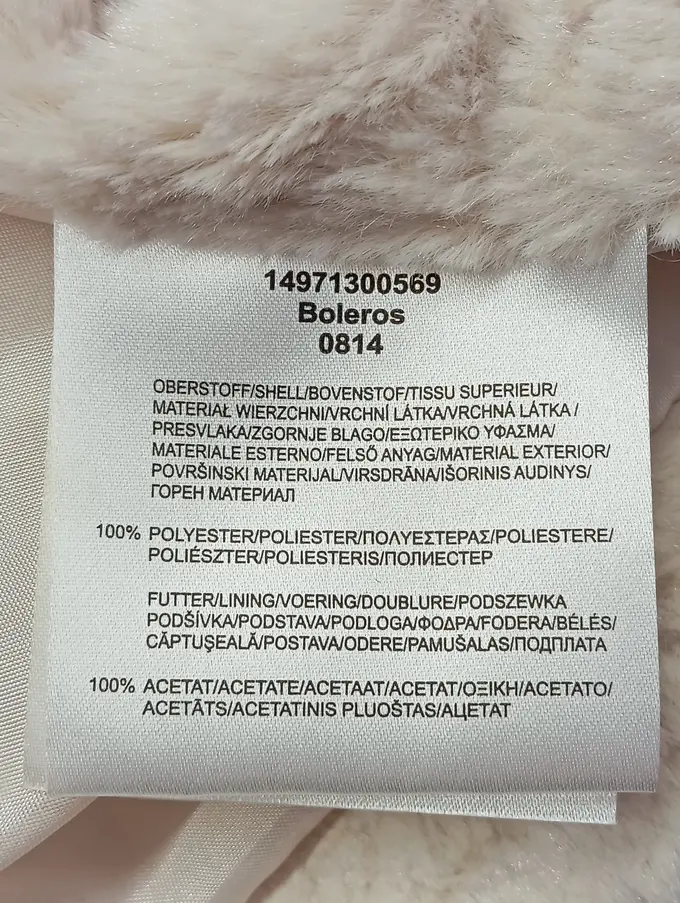 14971300569
Boleros
0814
OBERSTOFF/SHELL/BOVENSTOF/TISSU SUPERIEUR/
MATERIAŁ WIERZCHNI/VRCHNÍ LÁTKA/VRCHNÁ LÁTKA /
PRESVLAKA/ZGORNJE BLAGO/ΕΞΩΤΕΡΙΚΟ ΥΦΑΣΜΑ/
MATERIALE ESTERNO/FELSŐ ANYAG/MATERIAL EXTERIOR/
POVRŠINSKI MATERIJAL/VIRSDRĀNA/IŠORINIS AUDINYS/
ГОРЕН МАТЕРИАЛ
100% POLYESTER/POLIESTER/ΠΟΛΥΕΣΤΕΡΑΣ/POLIESTERE/
POLIÉSZTER/POLIESTERIS/ПОЛИЕСТЕР
FUTTER/LINING/VOERING/DOUBLURE/PODSZEWKA
PODŠÍVKA/PODSTAVA/PODLOGA/ΦΟΔΡΑ/FODERA/BÉLÉS/
CĂPTUŞEALĂ/POSTAVA/ODERE/PAMUŠALAS/ПОДПЛАТА
100% ACETAT/ACETATE/ACETAAT/ACETAT/ΟΞΙΚΗ/ACETATO/
ACETĀTS/ACETATINIS PLUOŠTAS/АЦЕТАТ